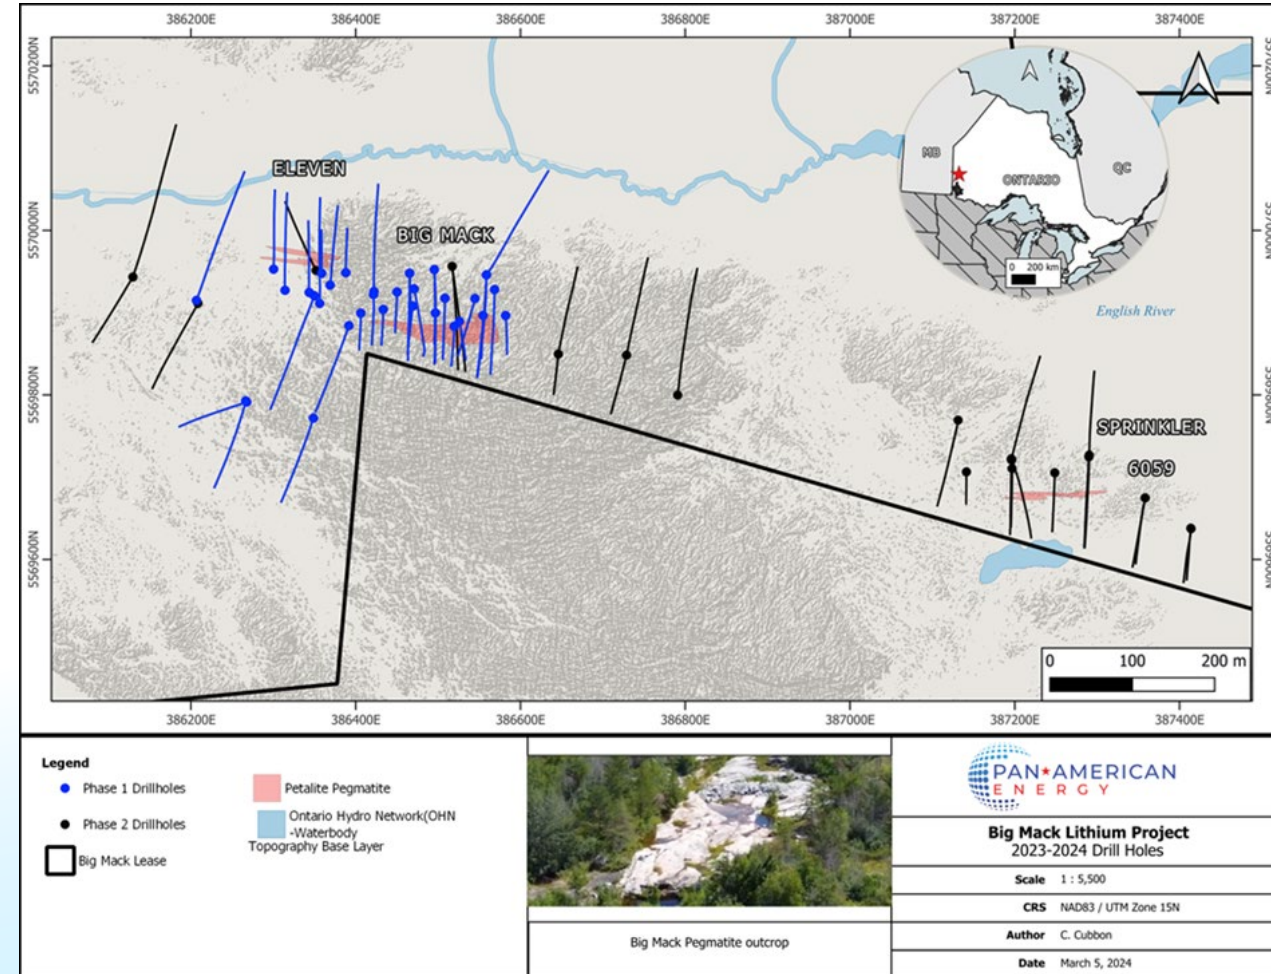 386200E 386400E 386600E 386800E 387000E 387200E 387400E
5570200N
5570200N
ELEVEN
BIG MACK
MB
ONTARIO
QC
0 200 km
English River
5570000N
5570000N
5569800N
5569800N
SPRINKLER
6059
5569600N
5569600N
0 100 200 m
386200E 386400E 386600E 386800E 387000E 387200E 387400E
Legend
Phase 1 Drillholes
Phase 2 Drillholes
Big Mack Lease
Petalite Pegmatite
Ontario Hydro Network(OHN
-Waterbody
Topography Base Layer
Big Mack Pegmatite outcrop
PAN AMERICAN
ENERGY
Big Mack Lithium Project
2023-2024 Drill Holes
Scale 1 : 5,500
CRS NAD83 / UTM Zone 15N
Author C. Cubbon
Date March 5, 2024